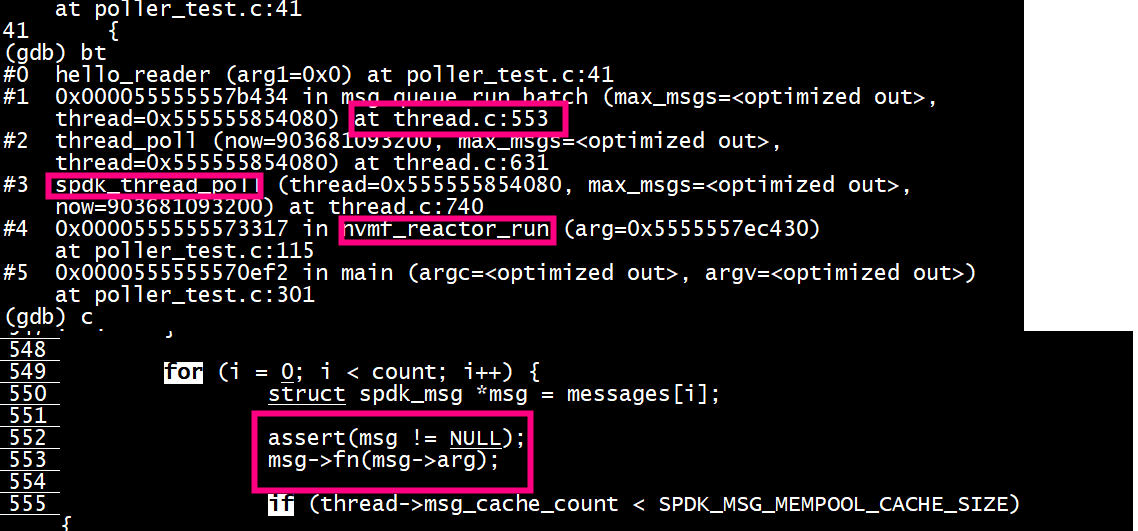 at poller_test.c:41
41      {
(gdb) bt
#0  hello_reader (arg1=0x0) at poller_test.c:41
#1  0x000055555557b434 in msg_queue_run_batch (max_msgs=<optimized out>,
    thread=0x555555854080) at thread.c:553
#2  thread_poll (now=903681093200, max_msgs=<optimized out>,
    thread=0x555555854080) at thread.c:631
#3  spdk_thread_poll (thread=0x555555854080, max_msgs=<optimized out>,
    now=903681093200) at thread.c:740
#4  0x0000555555573317 in nvmf_reactor_run (arg=0x5555557ec430)
    at poller_test.c:115
#5  0x0000555555570ef2 in main (argc=<optimized out>, argv=<optimized out>)
    at poller_test.c:301
(gdb) c
}
548
549         for (i = 0; i < count; i++) {
550                 struct spdk_msg *msg = messages[i];
551
552                 assert(msg != NULL);
553                 msg->fn(msg->arg);
554
555                 if (thread->msg_cache_count < SPDK_MSG_MEMPOOL_CACHE_SIZE)
    {